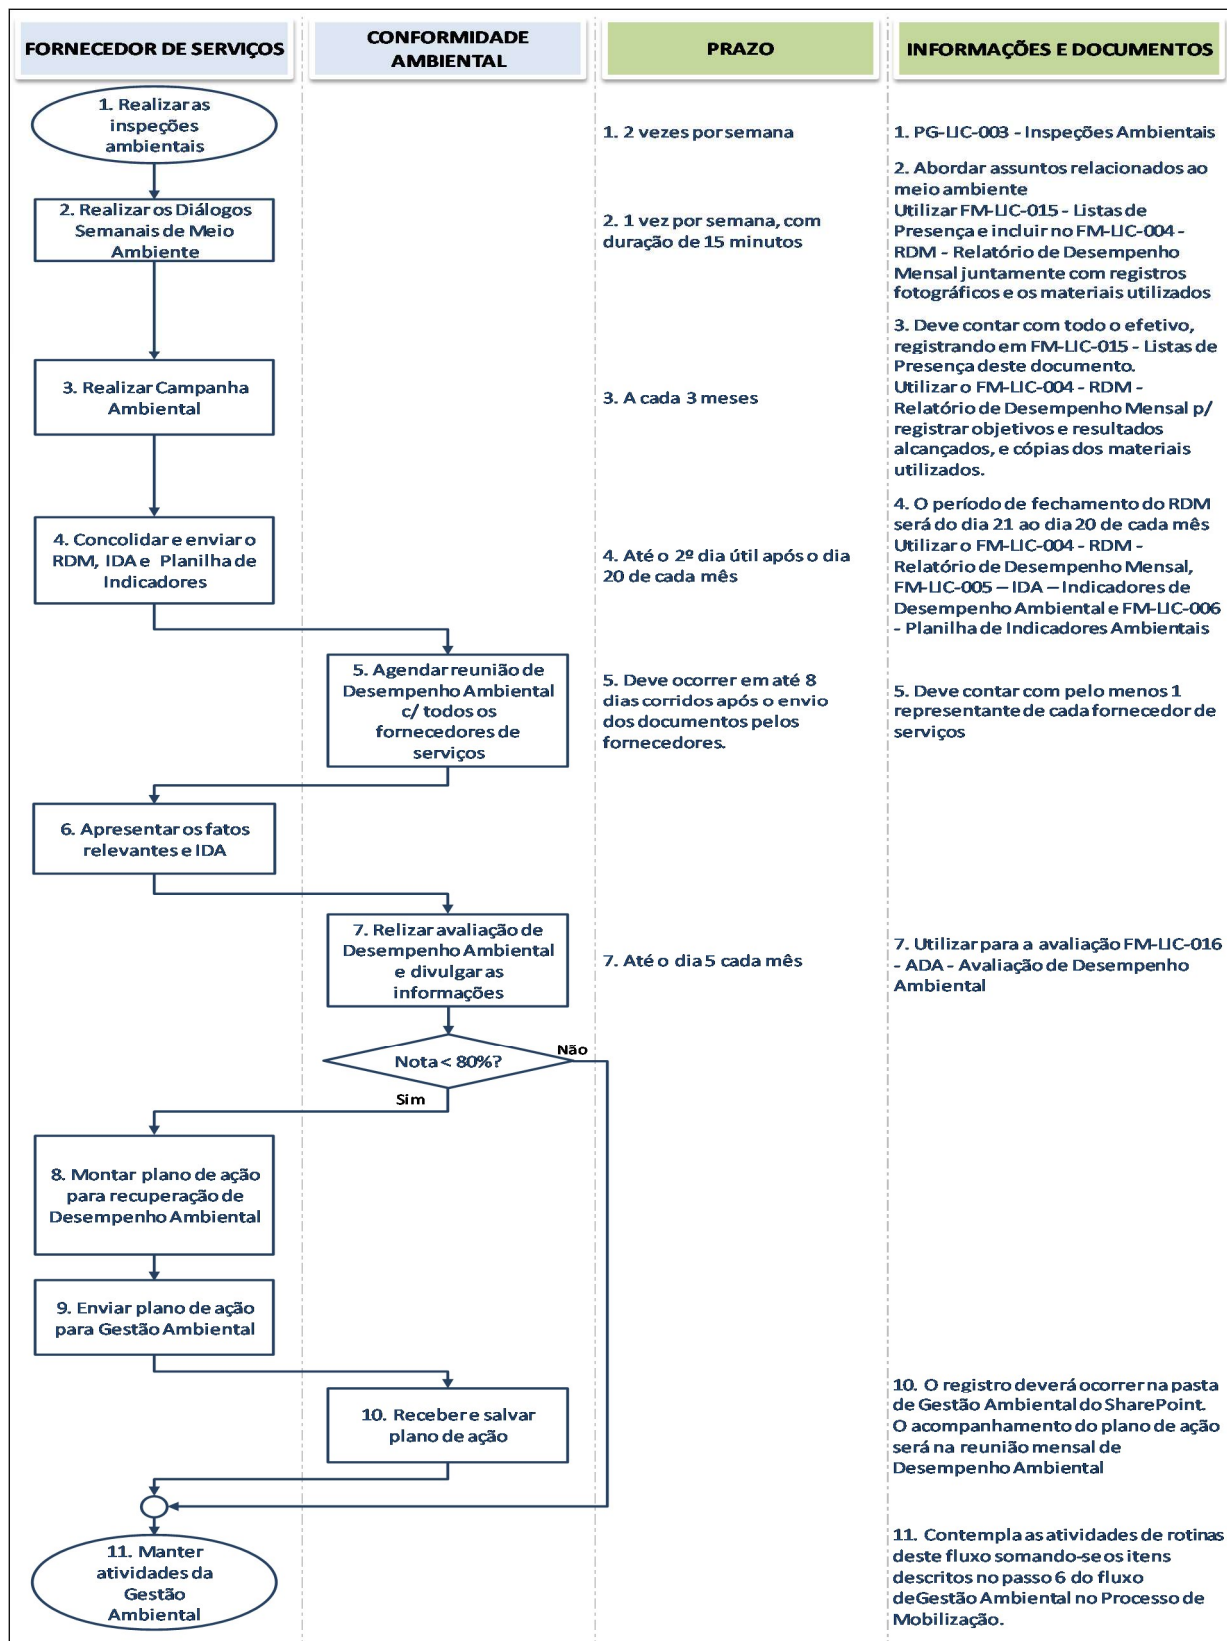 FORNECEDOR DE SERVIÇOS
CONFORMIDADE
AMBIENTAL
PRAZO
INFORMAÇÕES E DOCUMENTOS
1. Realizar as
inspeções
ambientais
1. 2 vezes por semana
1. PG-LIC-003 - Inspeções Ambientais
2. Realizar os Diálogos
Semanais de Meio
Ambiente
2. 1 vez por semana, com
duração de 15 minutos
2. Abordar assuntos relacionados ao
meio ambiente
Utilizar FM-LIC-015 - Listas de
Presença e incluir no FM-LIC-004 -
RDM - Relatório de Desempenho
Mensal juntamente com registros
fotográficos e os materiais utilizados
3. Realizar Campanha
Ambiental
3. A cada 3 meses
3. Deve contar com todo o efetivo,
registrando em FM-LIC-015 - Listas de
Presença deste documento.
Utilizar o FM-LIC-004 - RDM -
Relatório de Desempenho Mensal p/
registrar objetivos e resultados
alcançados, e cópias dos materiais
utilizados.
4. Concolidar e enviar o
RDM, IDA e Planilha de
Indicadores
4. Até o 2º dia útil após o dia
20 de cada mês
4. O período de fechamento do RDM
será do dia 21 ao dia 20 de cada mês
Utilizar o FM-LIC-004 - RDM -
Relatório de Desempenho Mensal,
FM-LIC-005 – IDA – Indicadores de
Desempenho Ambiental e FM-LIC-006
- Planilha de Indicadores Ambientais
5. Agendar reunião de
Desempenho Ambiental
c/ todos os
fornecedores de
serviços
5. Deve ocorrer em até 8
dias corridos após o envio
dos documentos pelos
fornecedores.
5. Deve contar com pelo menos 1
representante de cada fornecedor de
serviços
6. Apresentar os fatos
relevantes e IDA
7. Relizar avaliação de
Desempenho Ambiental
e divulgar as
informações
7. Até o dia 5 cada mês
7. Utilizar para a avaliação FM-LIC-016
- ADA - Avaliação de Desempenho
Ambiental
Nota < 80%?
Não
Sim
8. Montar plano de ação
para recuperação de
Desempenho Ambiental
9. Enviar plano de ação
para Gestão Ambiental
10. Receber e salvar
plano de ação
10. O registro deverá ocorrer na pasta
de Gestão Ambiental do SharePoint.
O acompanhamento do plano de ação
será na reunião mensal de
Desempenho Ambiental
11. Manter
atividades da
Gestão
Ambiental
11. Contempla as atividades de rotinas
deste fluxo somando-se os itens
descritos no passo 6 do fluxo
deGestão Ambiental no Processo de
Mobilização.